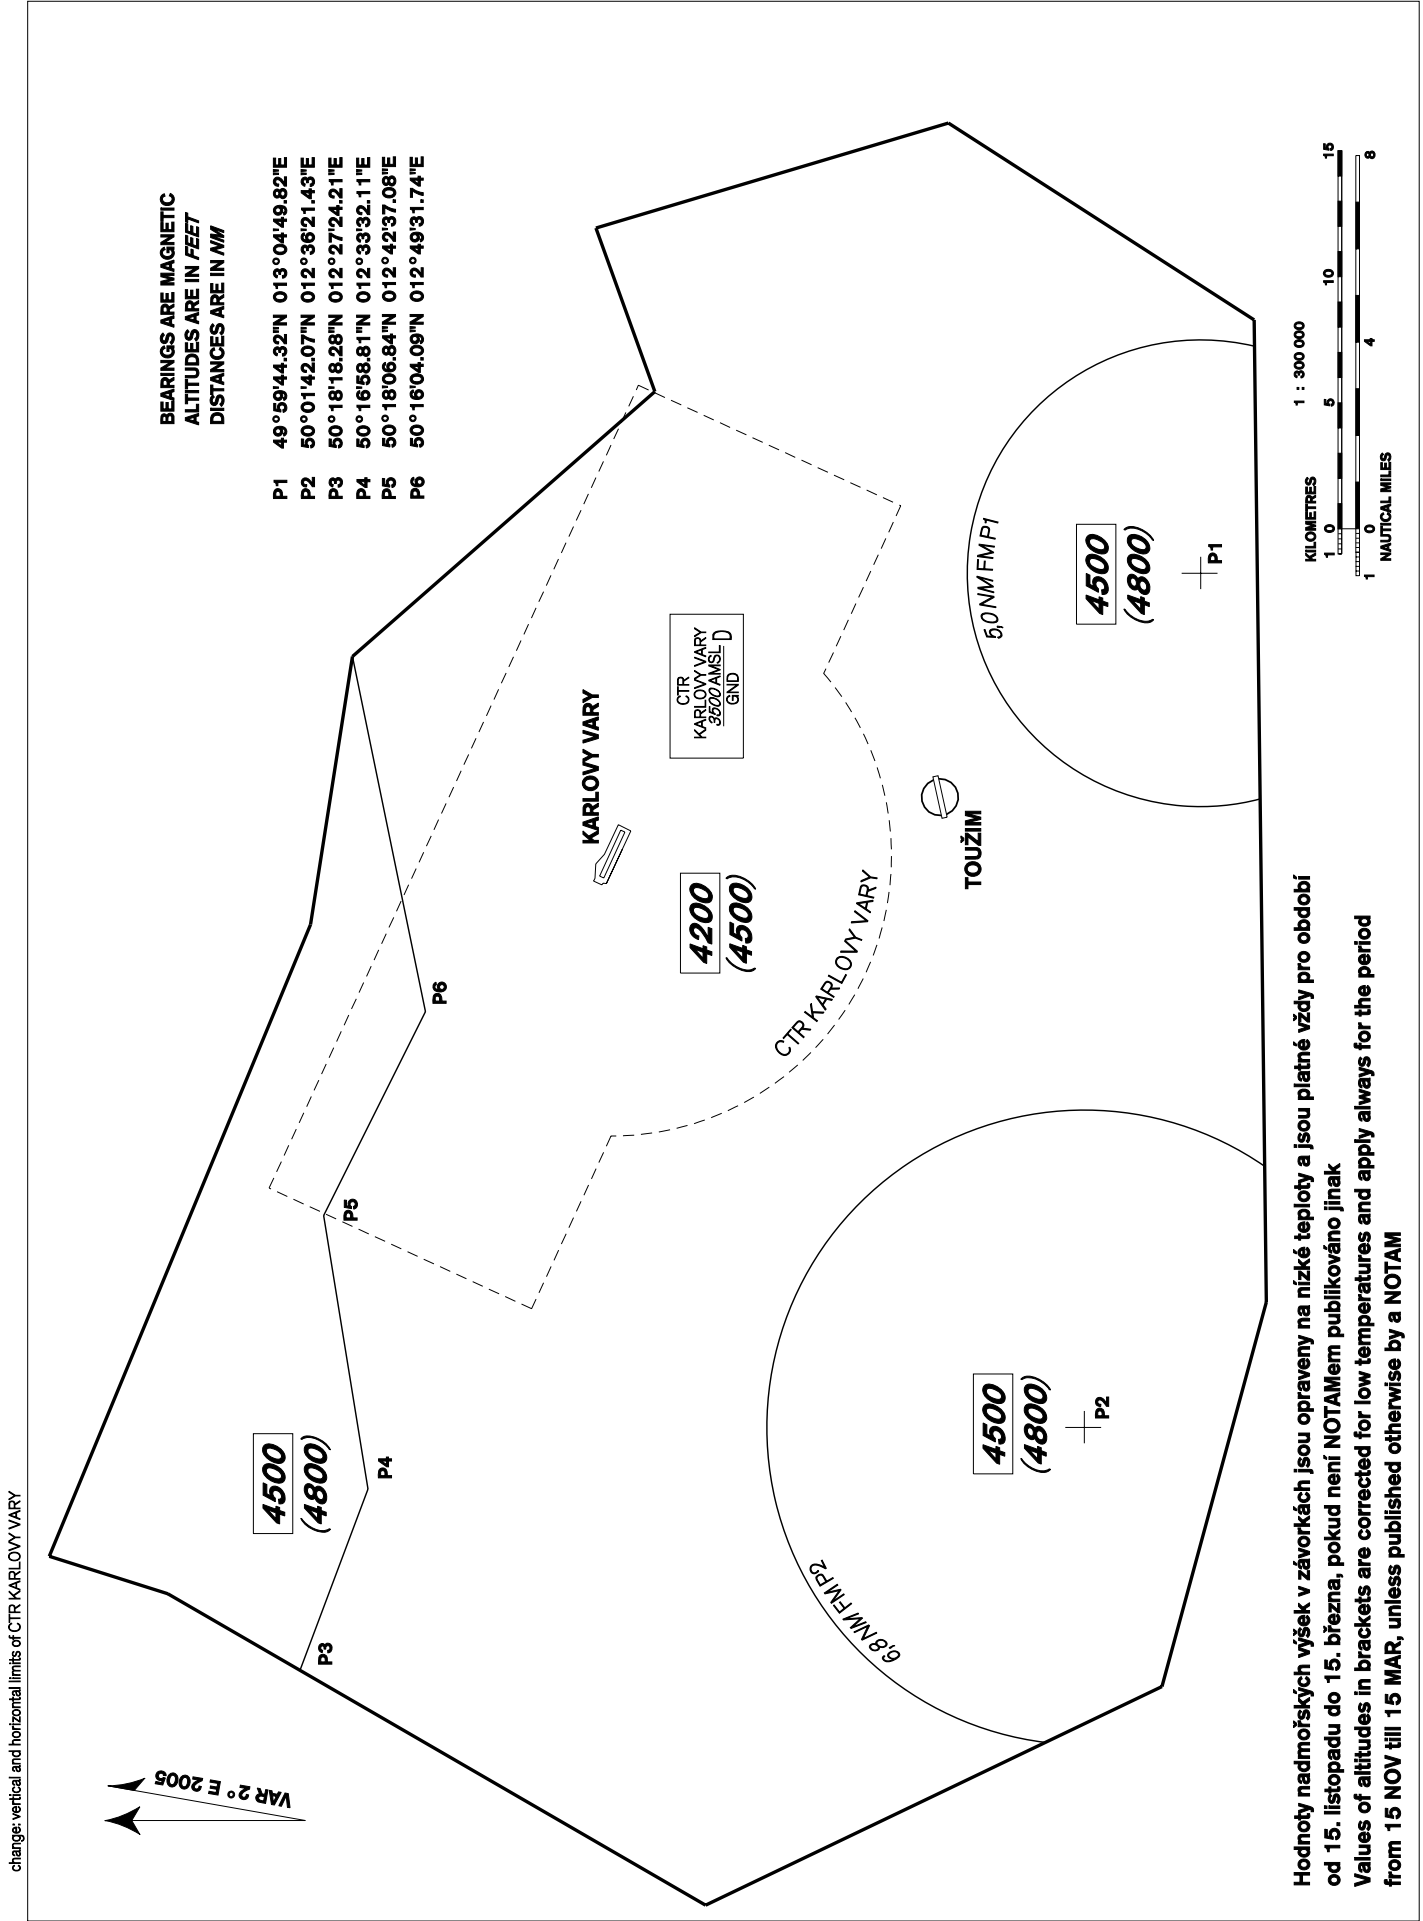 change: vertical and horizontal limits of CTR KARLOVY VARY
VAR 2° E 2005
BEARINGS ARE MAGNETIC
ALTITUDES ARE IN FEET
DISTANCES ARE IN NM
P1 49°59'44.32"N 013°04'49.82"E
P2 50°01'42.07"N 012°36'21.43"E
P3 50°18'18.28"N 012°27'24.21"E
P4 50°16'58.81"N 012°33'32.11"E
P5 50°18'06.84"N 012°42'37.08"E
P6 50°16'04.09"N 012°49'31.74"E
4500
(4800)
P3
P4
P5
P6
KARLOVY VARY
CTR
KARLOVY VARY
3500 AMSL D
GND
4200
(4500)
CTR KARLOVY VARY
TOUŽIM
6,8 NM FM P2
4500
(4800)
P2
5,0 NM FM P1
4500
(4800)
P1
1 : 300 000
KILOMETRES
1 0 5 10 15
1 0 4 8
NAUTICAL MILES
Hodnoty nadmořských výšek v závorkách jsou opraveny na nízké teploty a jsou platné vždy pro období
od 15. listopadu do 15. března, pokud není NOTAMem publikováno jinak
Values of altitudes in brackets are corrected for low temperatures and apply always for the period
from 15 NOV till 15 MAR, unless published otherwise by a NOTAM